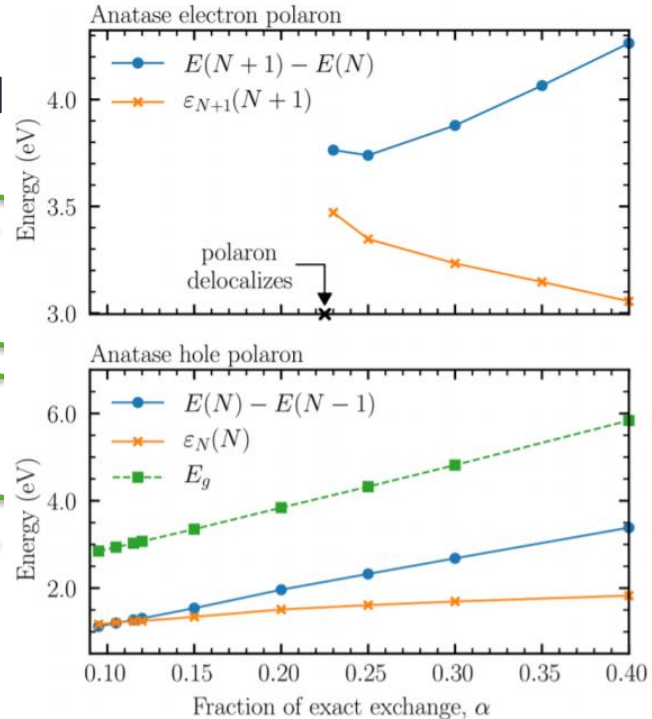 Anatase electron polaron
E(N + 1) − E(N)
ε_{N+1}(N + 1)
Energy (eV)
4.0
3.5
3.0
polaron
delocalizes
Anatase hole polaron
E(N) − E(N − 1)
ε_N(N)
E_g
Energy (eV)
6.0
4.0
2.0
0.10 0.15 0.20 0.25 0.30 0.35 0.40
Fraction of exact exchange, α